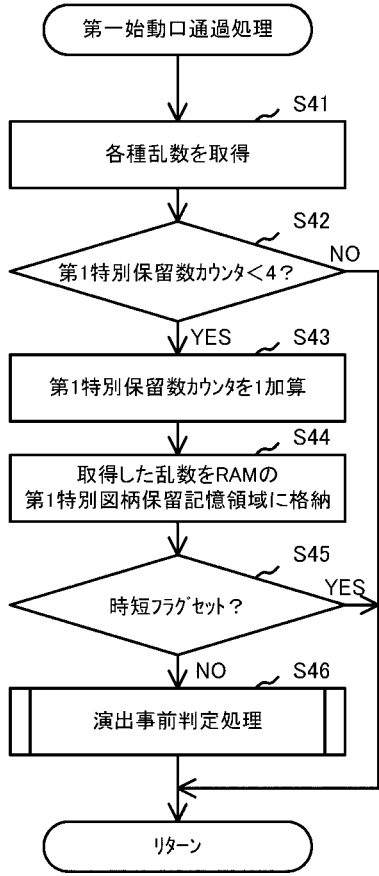 第一始動口通過処理
S41
各種乱数を取得
S42
第1特別保留数カウンタ<4?
NO
YES
S43
第1特別保留数カウンタを1加算
S44
取得した乱数をRAMの
第1特別図柄保留記憶領域に格納
S45
時短フラグセット?
YES
NO
S46
演出事前判定処理
リターン